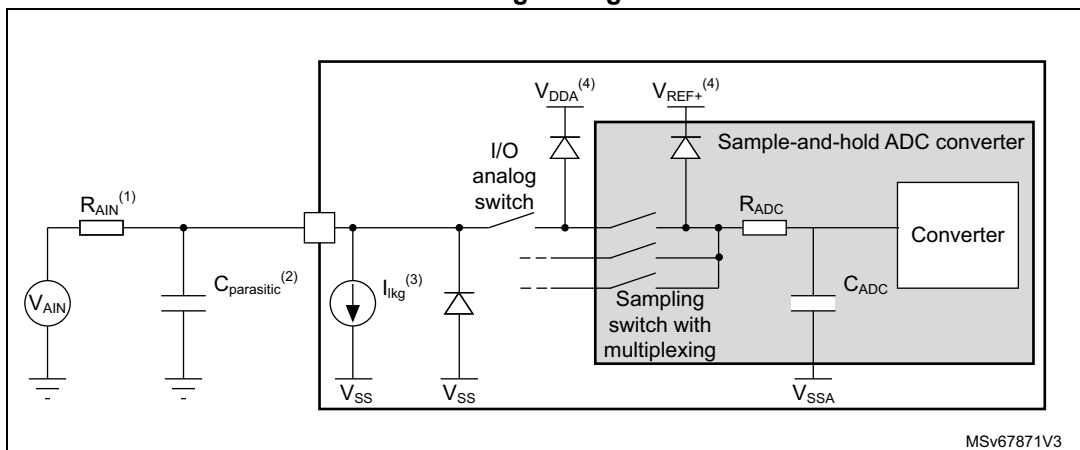 V_DDA^(4)
V_REF+^(4)
Sample-and-hold ADC converter
I/O
analog
switch
R_AIN^(1)
R_ADC
Converter
V_AIN
C_parasitic^(2)
I_lkg^(3)
C_ADC
Sampling
switch with
multiplexing
V_SS
V_SS
V_SSA
MSv67871V3